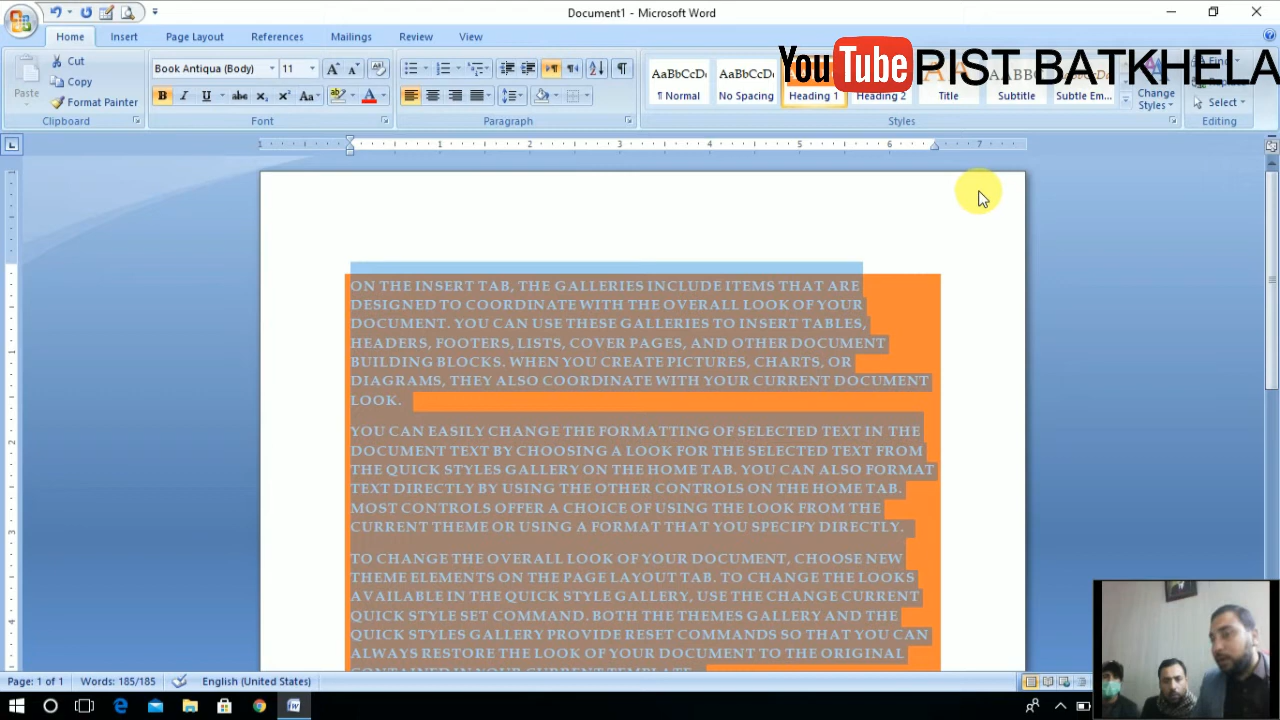 Document1 - Microsoft Word
Home Insert Page Layout References Mailings Review View
YouTube PIST BATKHELA
Paste
Cut
Copy
Format Painter
Clipboard
Book Antiqua (Body) 11
Font
Paragraph
AaBbCcDc AaBbCcDc
¶ Normal No Spacing Heading 1 Heading 2 Title Subtitle Subtle Em...
Styles
Change
Styles
Find
Select
Editing
ON THE INSERT TAB, THE GALLERIES INCLUDE ITEMS THAT ARE
DESIGNED TO COORDINATE WITH THE OVERALL LOOK OF YOUR
DOCUMENT. YOU CAN USE THESE GALLERIES TO INSERT TABLES,
HEADERS, FOOTERS, LISTS, COVER PAGES, AND OTHER DOCUMENT
BUILDING BLOCKS. WHEN YOU CREATE PICTURES, CHARTS, OR
DIAGRAMS, THEY ALSO COORDINATE WITH YOUR CURRENT DOCUMENT
LOOK.
YOU CAN EASILY CHANGE THE FORMATTING OF SELECTED TEXT IN THE
DOCUMENT TEXT BY CHOOSING A LOOK FOR THE SELECTED TEXT FROM
THE QUICK STYLES GALLERY ON THE HOME TAB. YOU CAN ALSO FORMAT
TEXT DIRECTLY BY USING THE OTHER CONTROLS ON THE HOME TAB.
MOST CONTROLS OFFER A CHOICE OF USING THE LOOK FROM THE
CURRENT THEME OR USING A FORMAT THAT YOU SPECIFY DIRECTLY.
TO CHANGE THE OVERALL LOOK OF YOUR DOCUMENT, CHOOSE NEW
THEME ELEMENTS ON THE PAGE LAYOUT TAB. TO CHANGE THE LOOKS
AVAILABLE IN THE QUICK STYLE GALLERY, USE THE CHANGE CURRENT
QUICK STYLE SET COMMAND. BOTH THE THEMES GALLERY AND THE
QUICK STYLES GALLERY PROVIDE RESET COMMANDS SO THAT YOU CAN
ALWAYS RESTORE THE LOOK OF YOUR DOCUMENT TO THE ORIGINAL
CONTAINED IN YOUR CURRENT TEMPLATE.
Page: 1 of 1 Words: 185/185 English (United States)